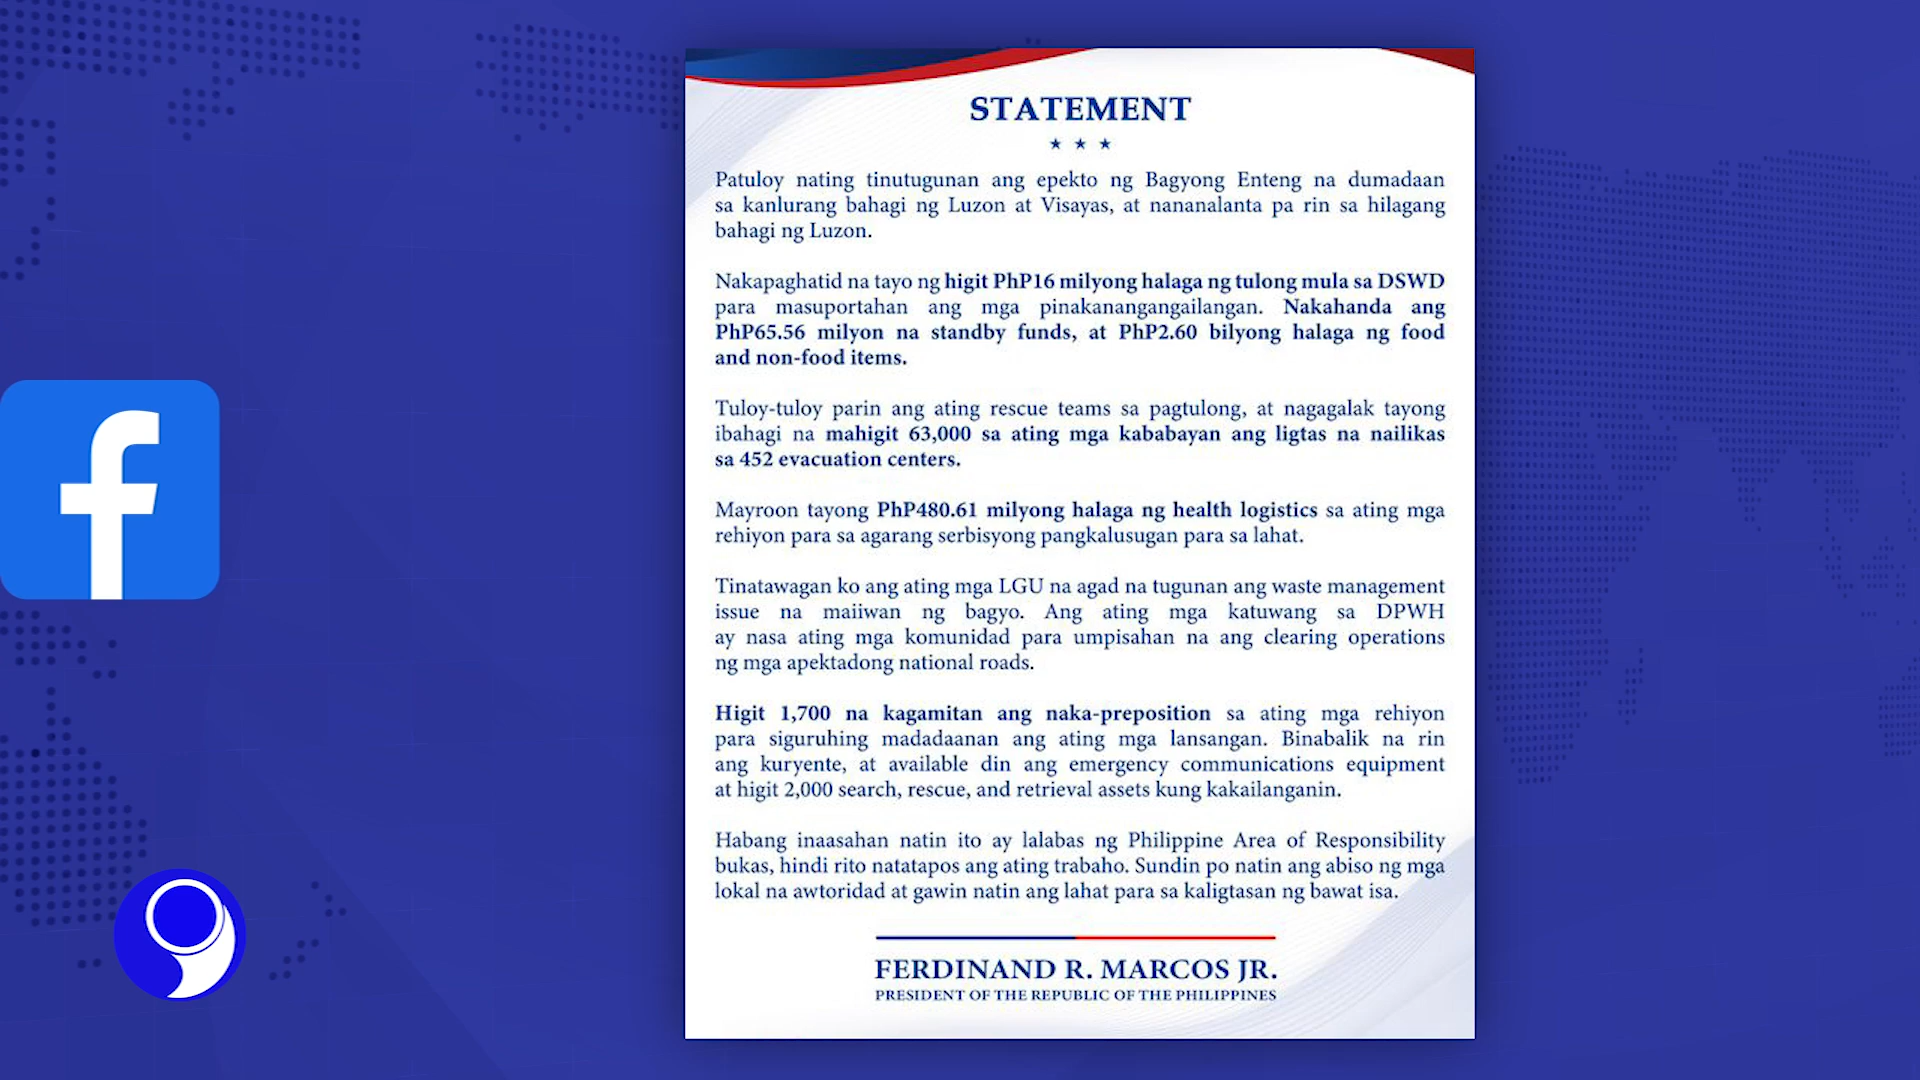 STATEMENT
Patuloy nating tinutugunan ang epekto ng Bagyong Enteng na dumadaan
sa kanlurang bahagi ng Luzon at Visayas, at nananalanta pa rin sa hilagang
bahagi ng Luzon.
Nakapaghatid na tayo ng higit PhP16 milyong halaga ng tulong mula sa DSWD
para masuportahan ang mga pinakanangangailangan. Nakahanda ang
PhP65.56 milyon na standby funds, at PhP2.60 bilyong halaga ng food
and non-food items.
Tuloy-tuloy parin ang ating rescue teams sa pagtulong, at nagagalak tayong
ibahagi na mahigit 63,000 sa ating mga kababayan ang ligtas na nailikas
sa 452 evacuation centers.
Mayroon tayong PhP480.61 milyong halaga ng health logistics sa ating mga
rehiyon para sa agarang serbisyong pangkalusugan para sa lahat.
Tinatawagan ko ang ating mga LGU na agad na tugunan ang waste management
issue na maiiwan ng bagyo. Ang ating mga katuwang sa DPWH
ay nasa ating mga komunidad para umpisahan na ang clearing operations
ng mga apektadong national roads.
Higit 1,700 na kagamitan ang naka-preposition sa ating mga rehiyon
para siguruhing madadaanan ang ating mga lansangan. Binabalik na rin
ang kuryente, at available din ang emergency communications equipment
at higit 2,000 search, rescue, and retrieval assets kung kakailanganin.
Habang inaasahan natin ito ay lalabas ng Philippine Area of Responsibility
bukas, hindi rito natatapos ang ating trabaho. Sundin po natin ang abiso ng mga
lokal na awtoridad at gawin natin ang lahat para sa kaligtasan ng bawat isa.
FERDINAND R. MARCOS JR.
PRESIDENT OF THE REPUBLIC OF THE PHILIPPINES